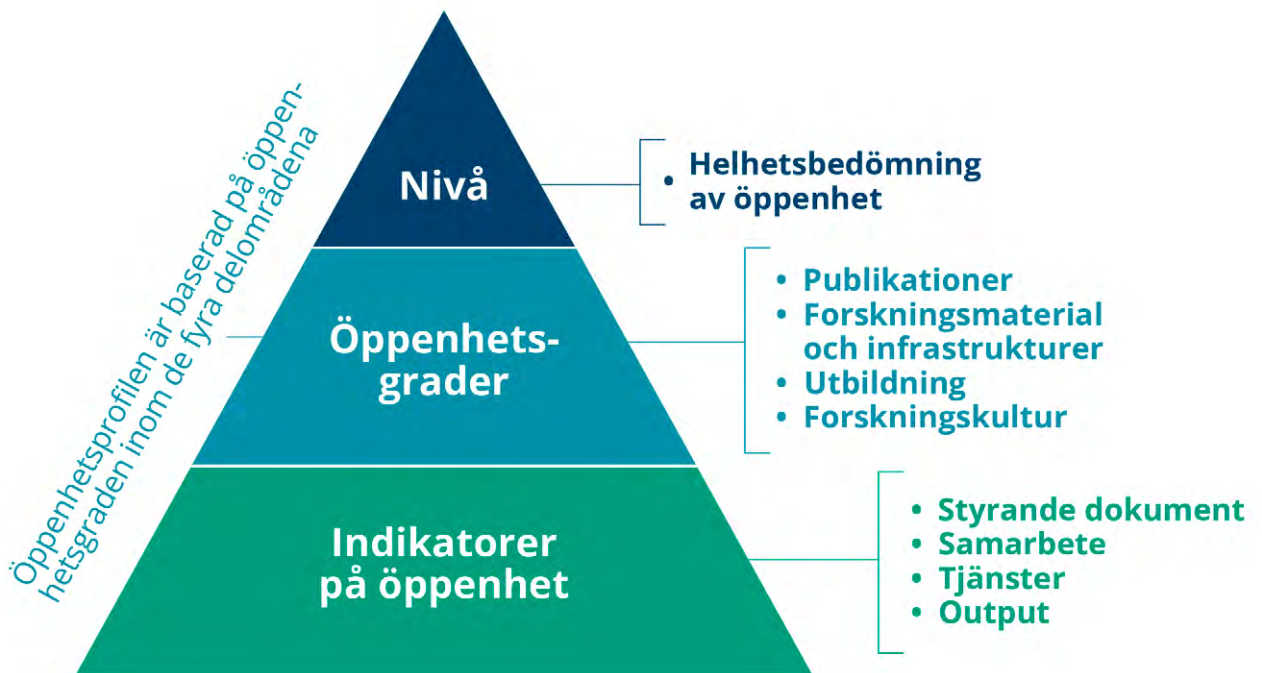 Öppenhetsprofilen är baserad på öppen-
hetsgraden inom de fyra delområdena
Nivå
• Helhetsbedömning
av öppenhet
Öppenhets-
grader
• Publikationer
• Forskningsmaterial
och infrastrukturer
• Utbildning
• Forskningskultur
Indikatorer
på öppenhet
• Styrande dokument
• Samarbete
• Tjänster
• Output